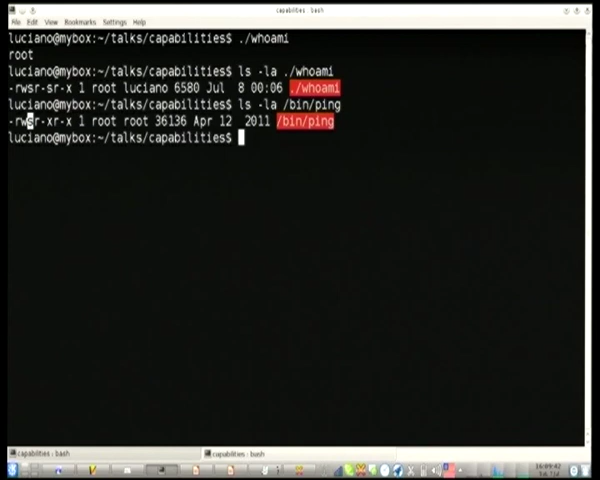 capabilities : bash
File Edit View Bookmarks Settings Help
luciano@mybox:~/talks/capabilities$ ./whoami
root
luciano@mybox:~/talks/capabilities$ ls -la ./whoami
-rwsr-sr-x 1 root luciano 6580 Jul  8 00:06 ./whoami
luciano@mybox:~/talks/capabilities$ ls -la /bin/ping
-rwsr-xr-x 1 root root 36136 Apr 12  2011 /bin/ping
luciano@mybox:~/talks/capabilities$
capabilities : bash
capabilities : bash